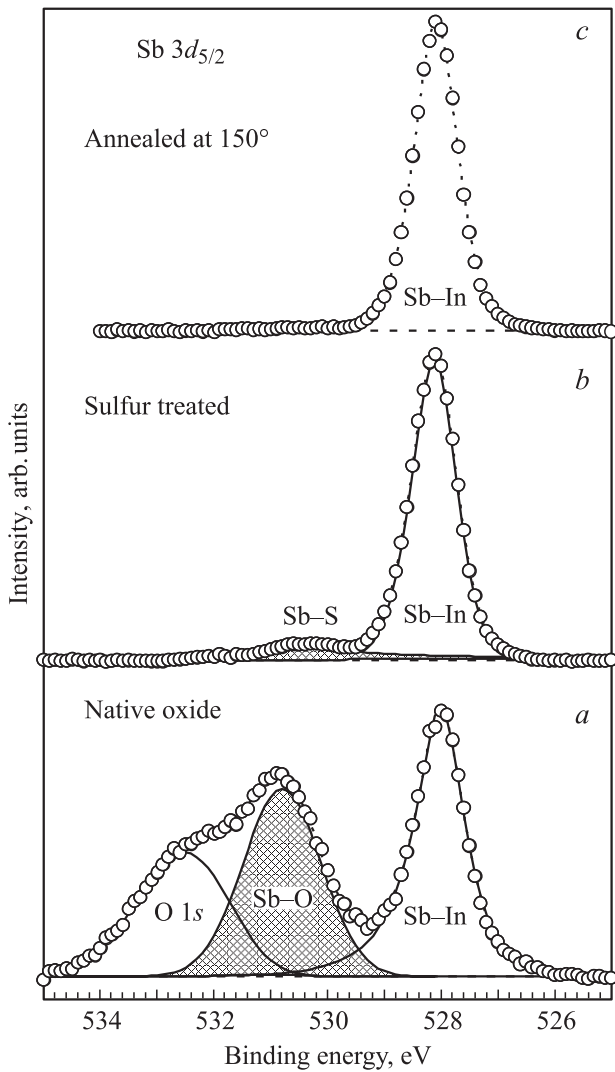 c
Sb 3d5/2
Annealed at 150°
Sb–In
b
Sulfur treated
Sb–S
Sb–In
Native oxide
a
O 1s
Sb–O
Sb–In
534 532 530 528 526
Binding energy, eV
Intensity, arb. units